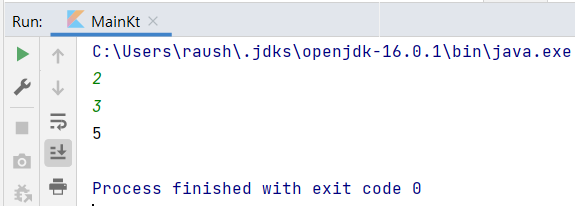 Run: MainKt
C:\Users\raush\.jdks\openjdk-16.0.1\bin\java.exe
2
3
5
Process finished with exit code 0